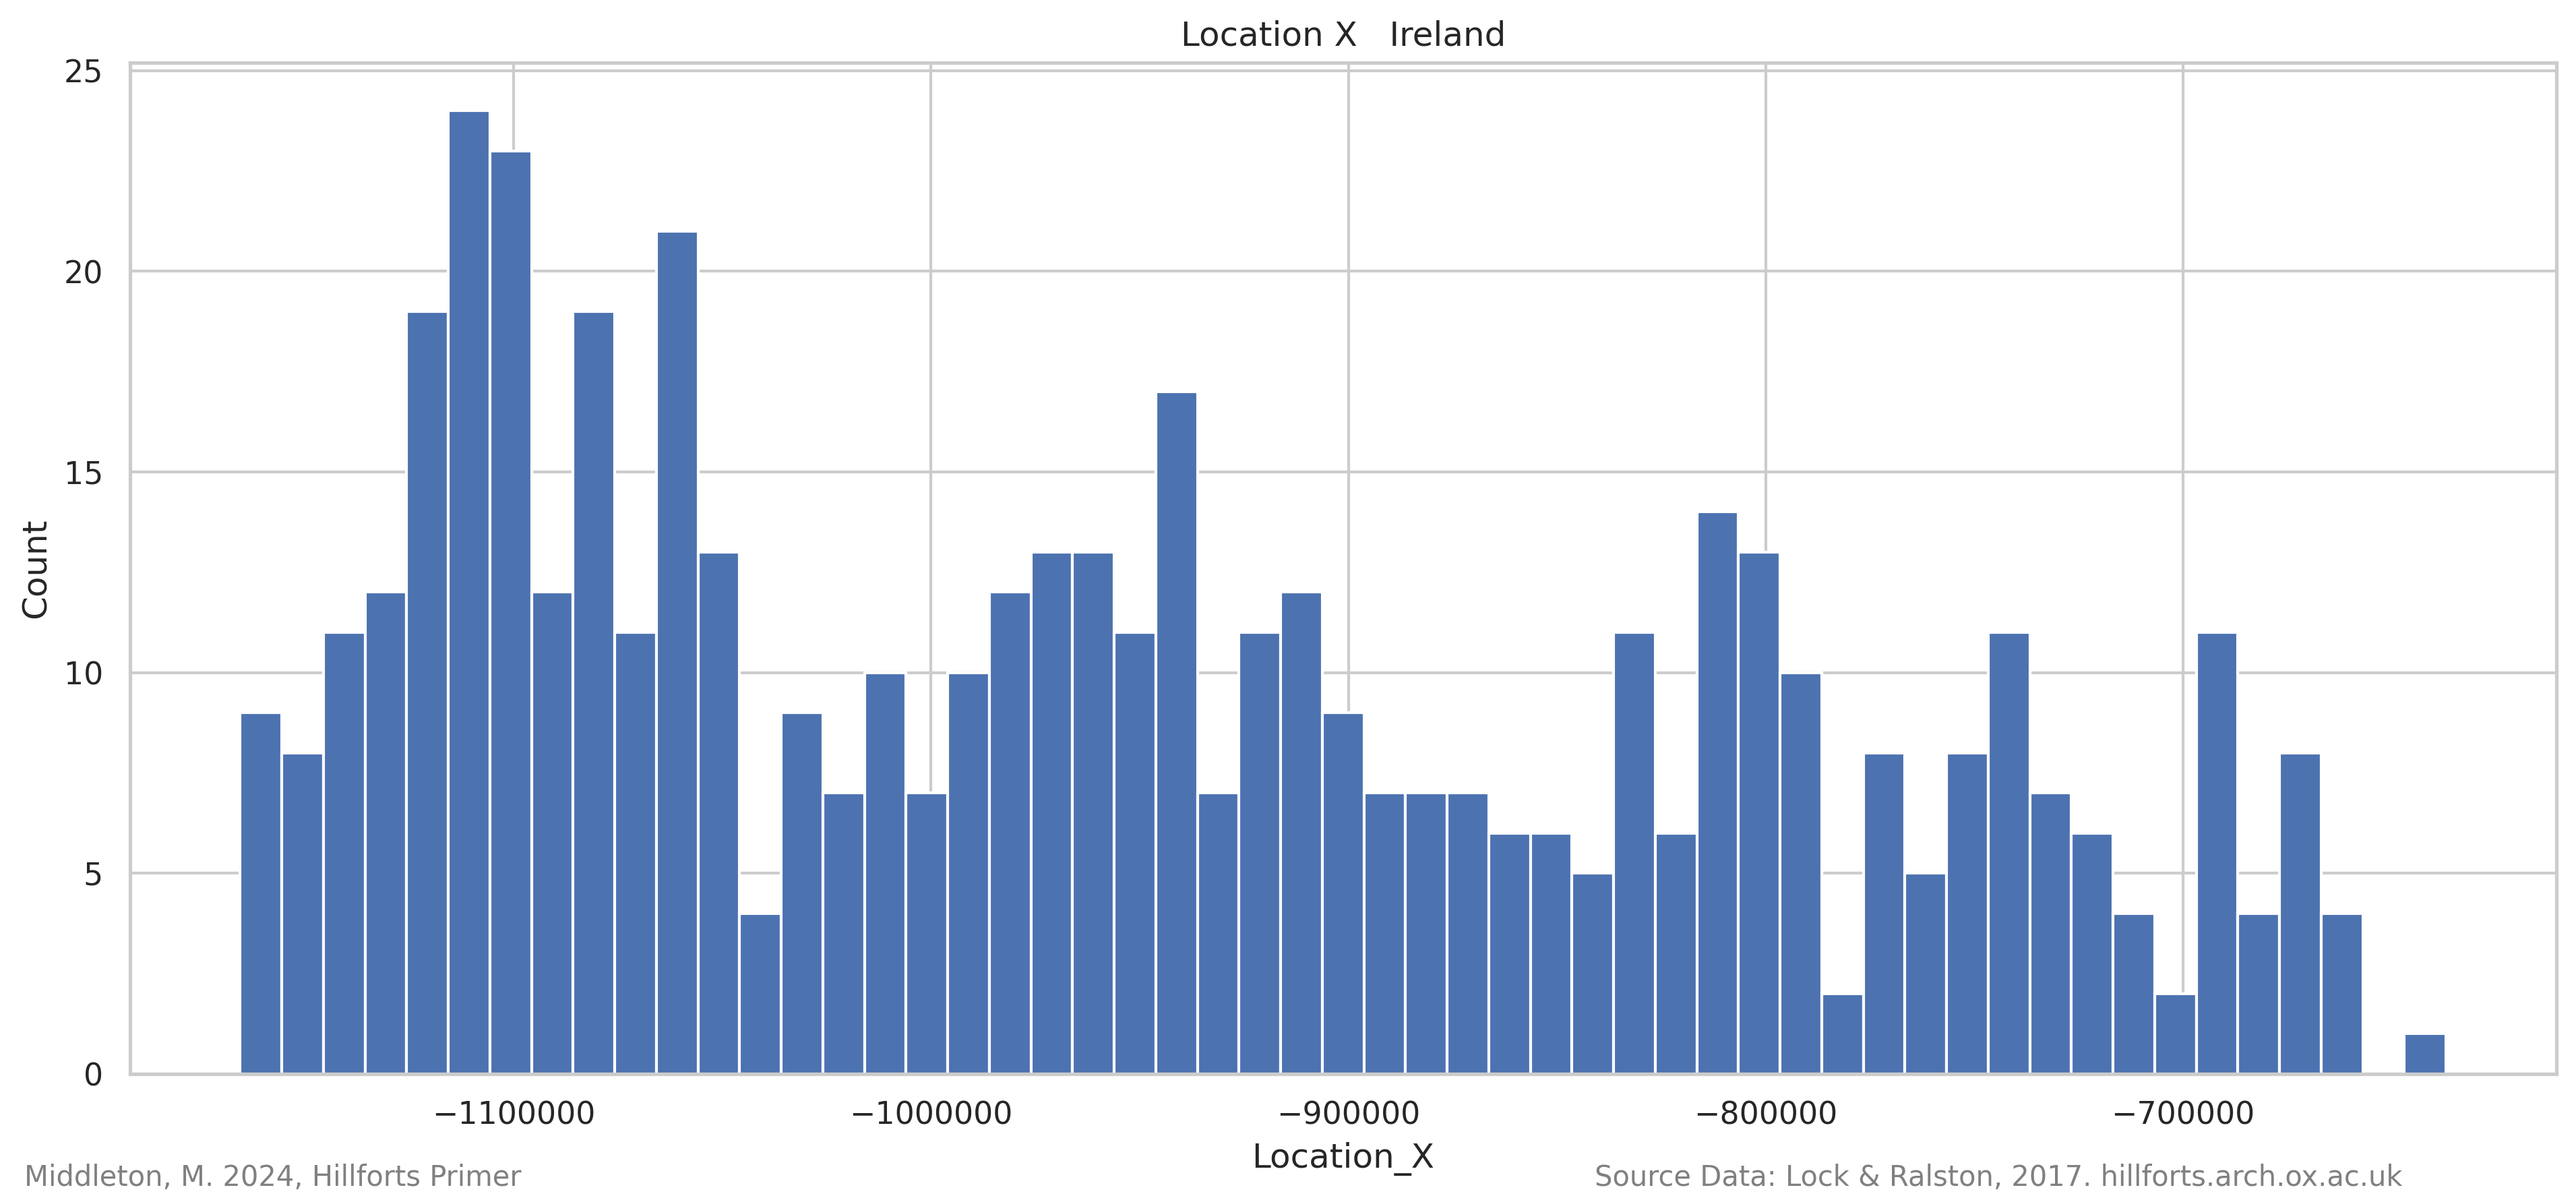 Location X   Ireland
25
20
15
10
5
0
Count
−1100000 −1000000 −900000 −800000 −700000
Location_X
Middleton, M. 2024, Hillforts Primer
Source Data: Lock & Ralston, 2017. hillforts.arch.ox.ac.uk